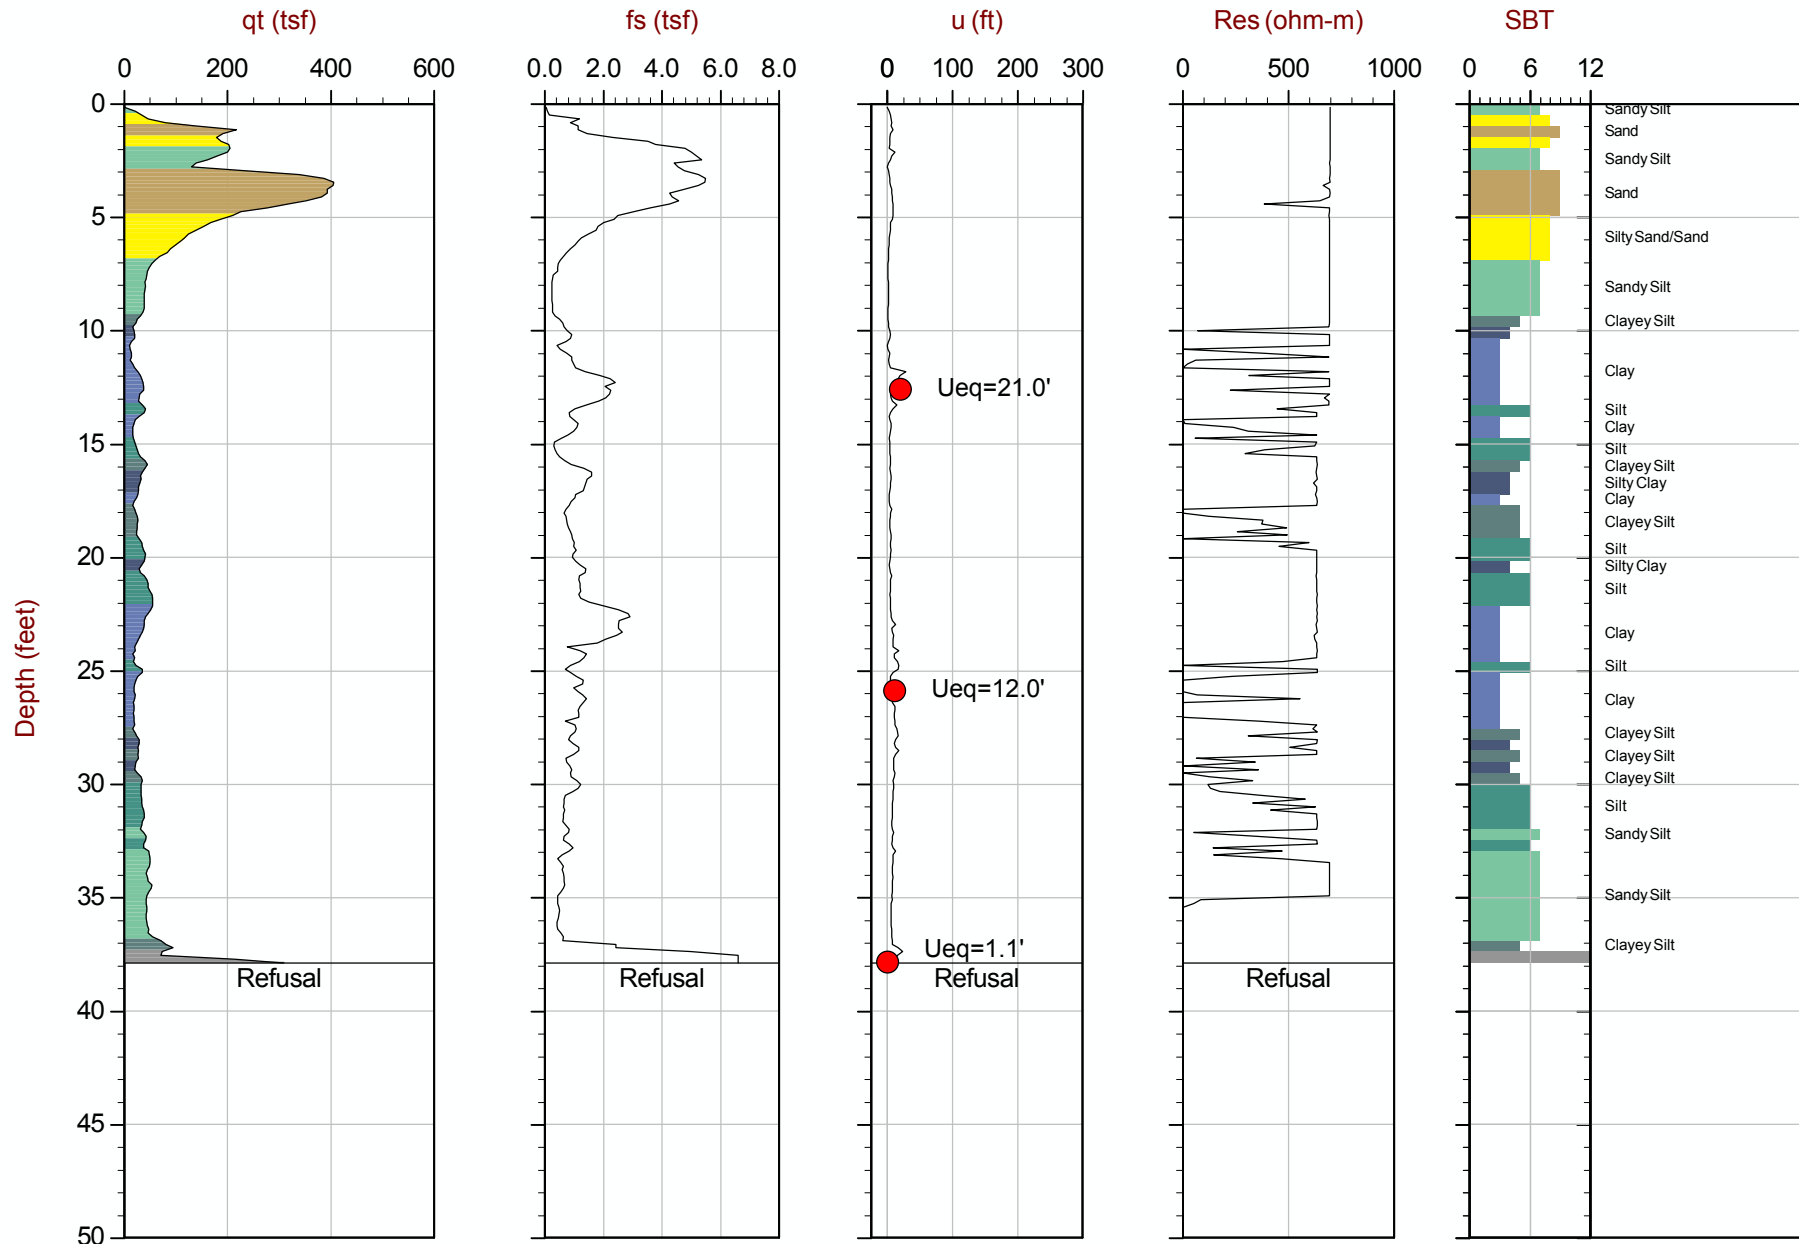 qt (tsf) fs (tsf) u (ft) Res (ohm-m) SBT
0 200 400 600 0.0 2.0 4.0 6.0 8.0 0 100 200 300 0 500 1000 0 6 12
0
Sandy Silt
Sand
Sandy Silt
Sand
5
Silty Sand/Sand
Sandy Silt
Clayey Silt
10
Clay
Ueq=21.0'
Silt
Clay
15
Silt
Clayey Silt
Silty Clay
Clay
Clayey Silt
20
Silt
Silty Clay
Silt
Clay
Depth (feet)
25
Silt
Ueq=12.0'
Clay
Clayey Silt
Clayey Silt
30
Clayey Silt
Silt
Sandy Silt
35
Sandy Silt
Ueq=1.1'
Clayey Silt
Refusal Refusal Refusal Refusal
40
45
50